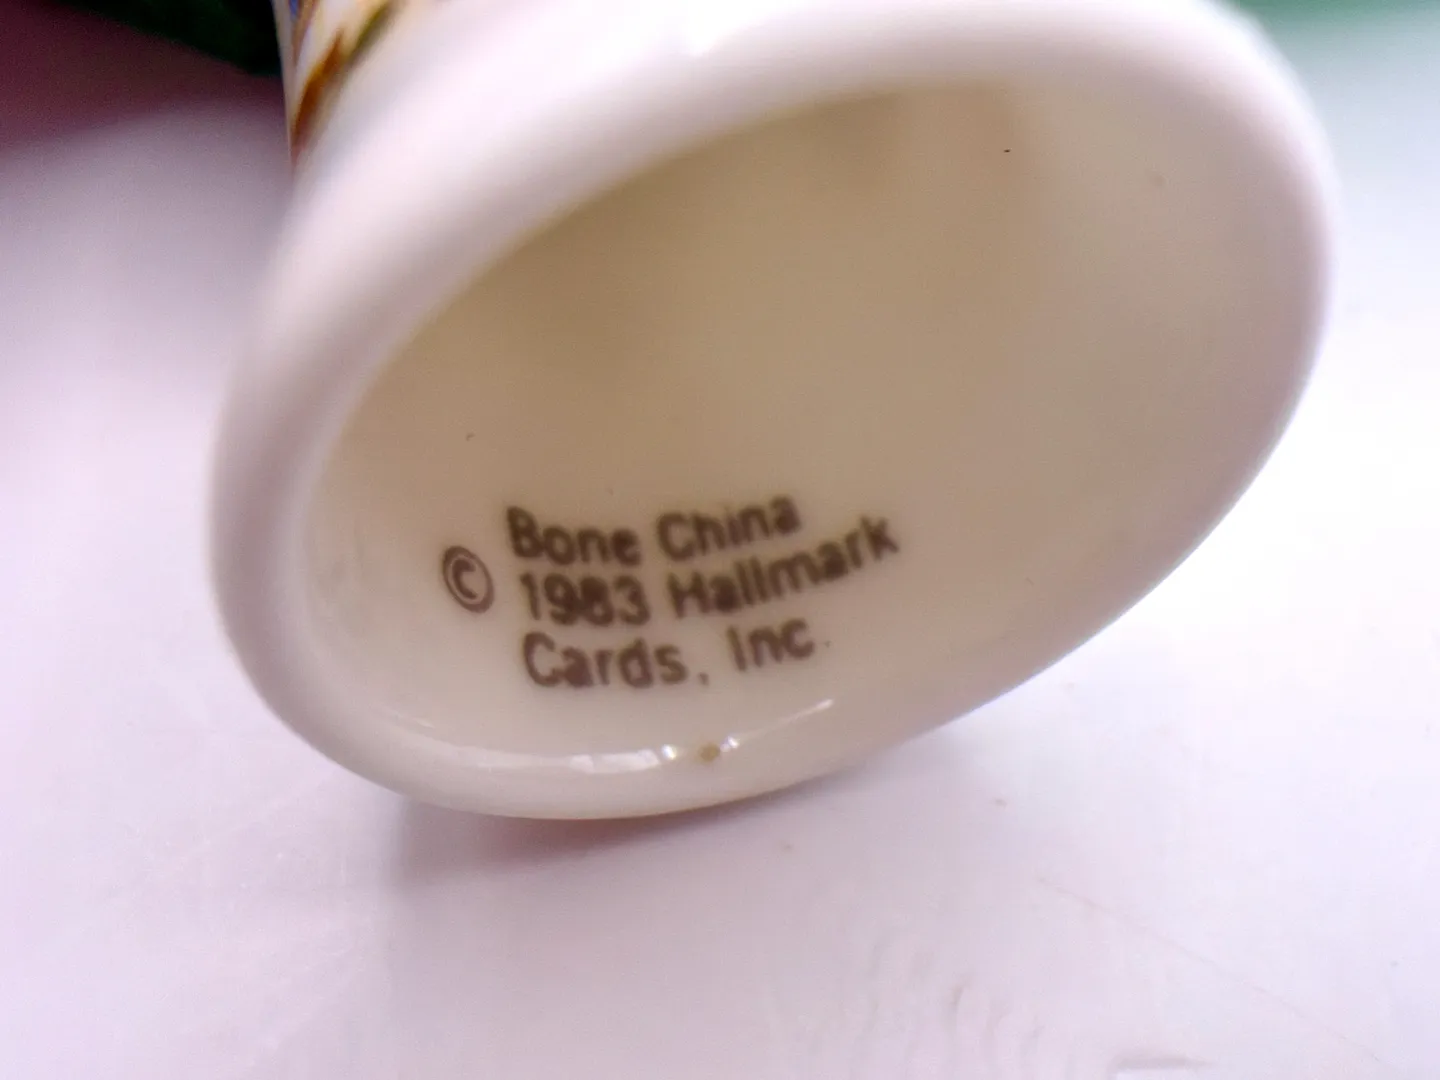 Bone China
© 1983 Hallmark
Cards, Inc.